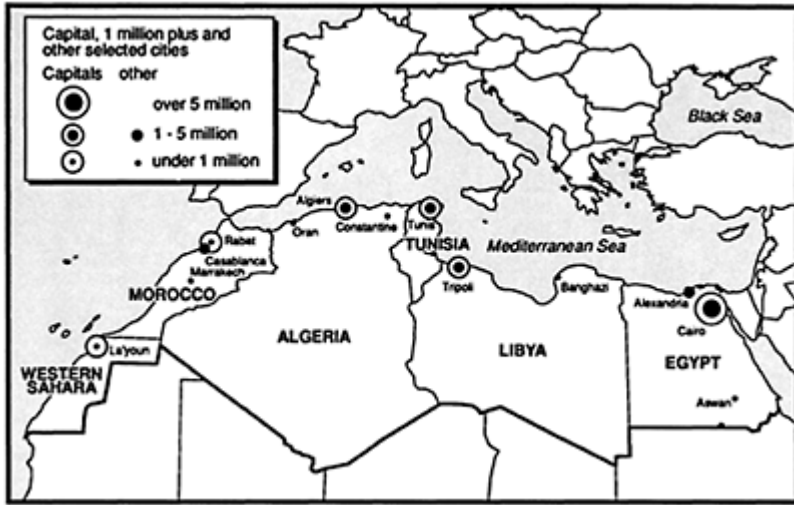 Capital, 1 million plus and
other selected cities
Capitals other
over 5 million
1 - 5 million
under 1 million
Black Sea
Algiers
Constantine
Tunis
Oran
Rabat
TUNISIA
Mediterranean Sea
Casablanca
Marrakech
Tripoli
Banghazi
MOROCCO
Alexandria
Cairo
ALGERIA
LIBYA
La'youn
EGYPT
WESTERN
SAHARA
Aswan